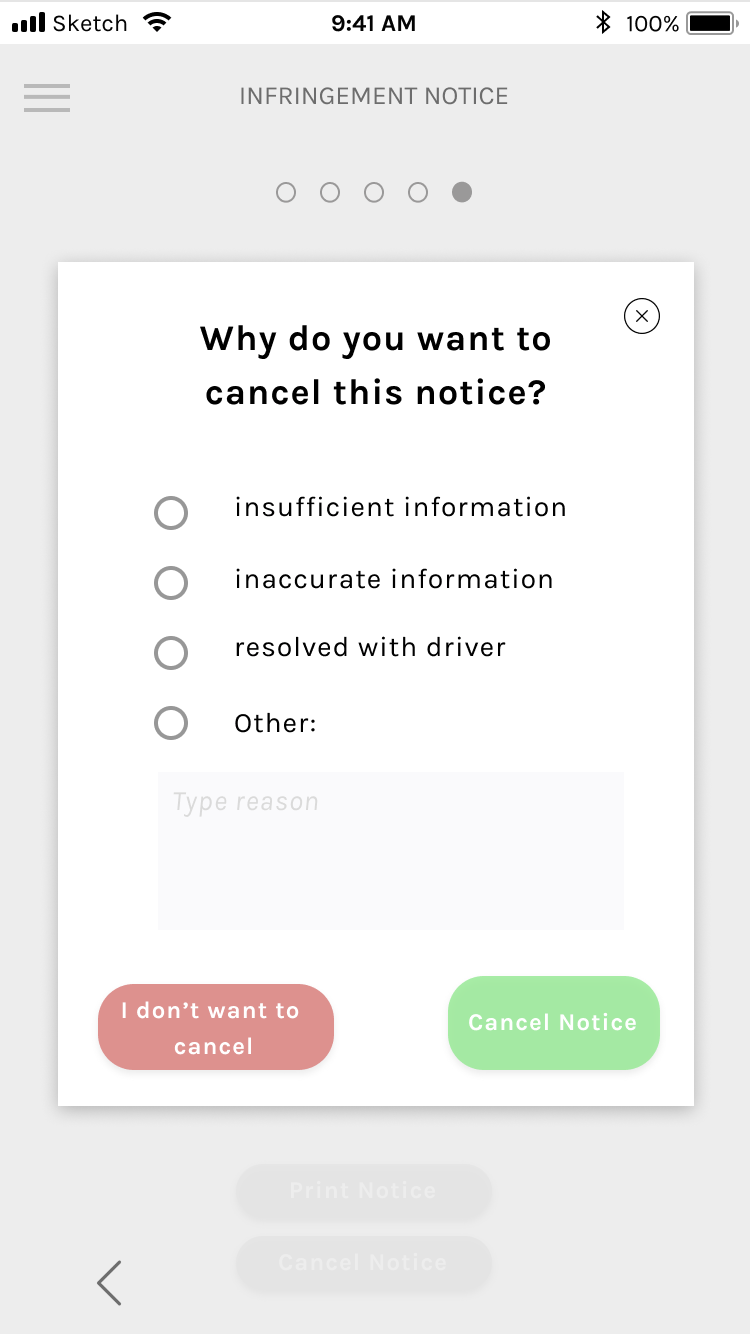 Sketch 9:41 AM 100%
INFRINGEMENT NOTICE
Why do you want to
cancel this notice?
insufficient information
inaccurate information
resolved with driver
Other:
Type reason
I don’t want to
cancel
Cancel Notice
Print Notice
Cancel Notice